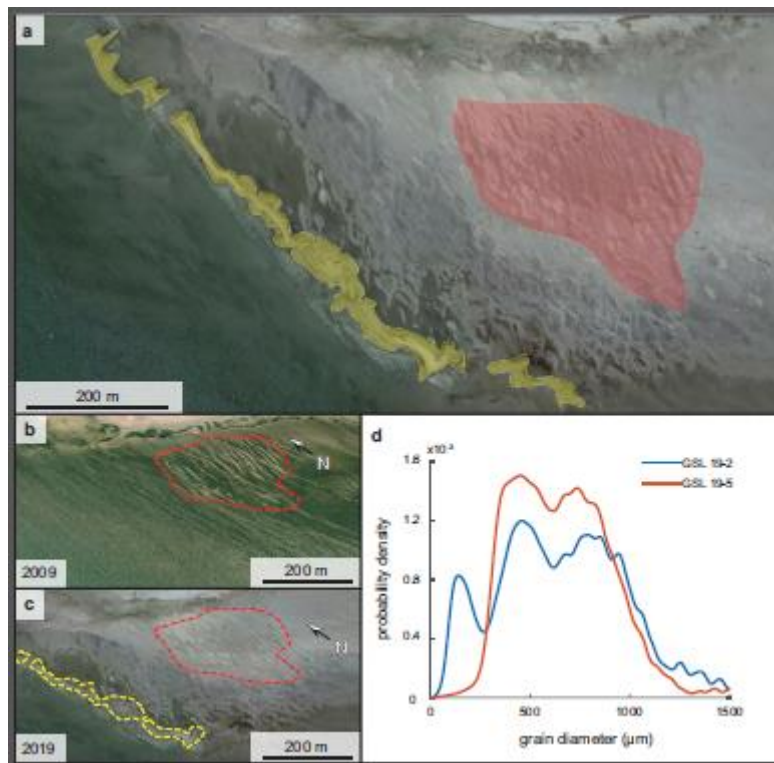 a
200 m
b
N
2009
200 m
c
N
2019
200 m
d
x10⁻³
GSL 19-2
GSL 19-5
1.6
1.2
0.8
0.4
0
probability density
0
500
1000
1500
grain diameter (μm)